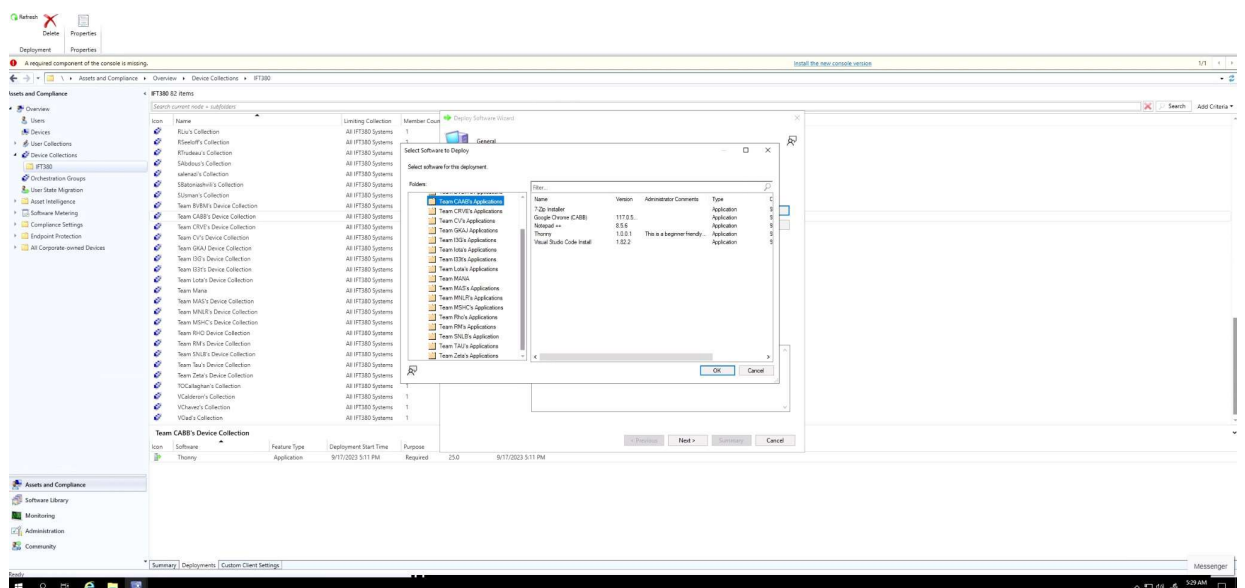 Refresh
Delete Properties
Deployment Properties
A required component of the console is missing. Install the new console version 1/1
\ Assets and Compliance Overview Device Collections IFT380
Assets and Compliance
Overview
Users
Devices
User Collections
Device Collections
IFT380
Orchestration Groups
User State Migration
Asset Intelligence
Software Metering
Compliance Settings
Endpoint Protection
All Corporate-owned Devices
IFT380 82 items
Search current node + subfolders Search Add Criteria
Icon Name Limiting Collection Member Coun
RLiu's Collection All IFT380 Systems 1
RSeeloff's Collection All IFT380 Systems
RTrudeau's Collection All IFT380 Systems
SAbdous's Collection All IFT380 Systems
salenazi's Collection All IFT380 Systems
SBatoniashvili's Collection All IFT380 Systems
SUsman's Collection All IFT380 Systems
Team BVBM's Device Collection All IFT380 Systems
Team CABB's Device Collection All IFT380 Systems
Team CRVE's Device Collection All IFT380 Systems
Team CV's Device Collection All IFT380 Systems
Team GKAJ Device Collection All IFT380 Systems
Team I3G's Device Collection All IFT380 Systems
Team I33t's Device Collection All IFT380 Systems
Team Lota's Device Collection All IFT380 Systems
Team Mana All IFT380 Systems
Team MAS's Device Collection All IFT380 Systems
Team MNLR's Device Collection All IFT380 Systems
Team MSHC's Device Collection All IFT380 Systems
Team RHO Device Collection All IFT380 Systems
Team RM's Device Collection All IFT380 Systems
Team SNLB's Device Collection All IFT380 Systems
Team Tau's Device Collection All IFT380 Systems
Team Zeta's Device Collection All IFT380 Systems
TOCallaghan's Collection All IFT380 Systems 1
VCalderon's Collection All IFT380 Systems 1
VChavez's Collection All IFT380 Systems 1
VOad's Collection All IFT380 Systems 1
Deploy Software Wizard
General
Select Software to Deploy
Select software for this deployment
Folders:
Team CAAB's Applications
Team CRVE's Applications
Team CV's Applications
Team GKAJ Applications
Team I3G's Applications
Team Iota's Applications
Team I33t's Applications
Team Lota's Applications
Team MANA
Team MAS's Applications
Team MNLR's Applications
Team MSHC's Applications
Team Rho's Applications
Team RM's Applications
Team SNLB's Application
Team TAU's Applications
Team Zeta's Applications
Filter...
Name Version Administrator Comments Type
7-Zip Installer Application
Google Chrome (CABB) 117.0.5... Application
Notepad ++ 8.5.6 Application
Thonny 1.0.0.1 This is a beginner friendly... Application
Visual Studio Code Install 1.82.2 Application
OK Cancel
< Previous Next > Summary Cancel
Team CABB's Device Collection
Icon Software Feature Type Deployment Start Time Purpose
Thonny Application 9/17/2023 5:11 PM Required 25.0 9/17/2023 5:11 PM
Assets and Compliance
Software Library
Monitoring
Administration
Community
Summary Deployments Custom Client Settings
Ready
Messenger
5:29 AM